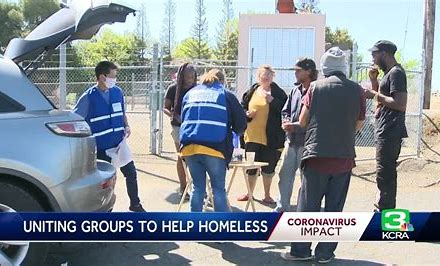 UNITING GROUPS TO HELP HOMELESS
CORONAVIRUS
IMPACT
3
KCRA